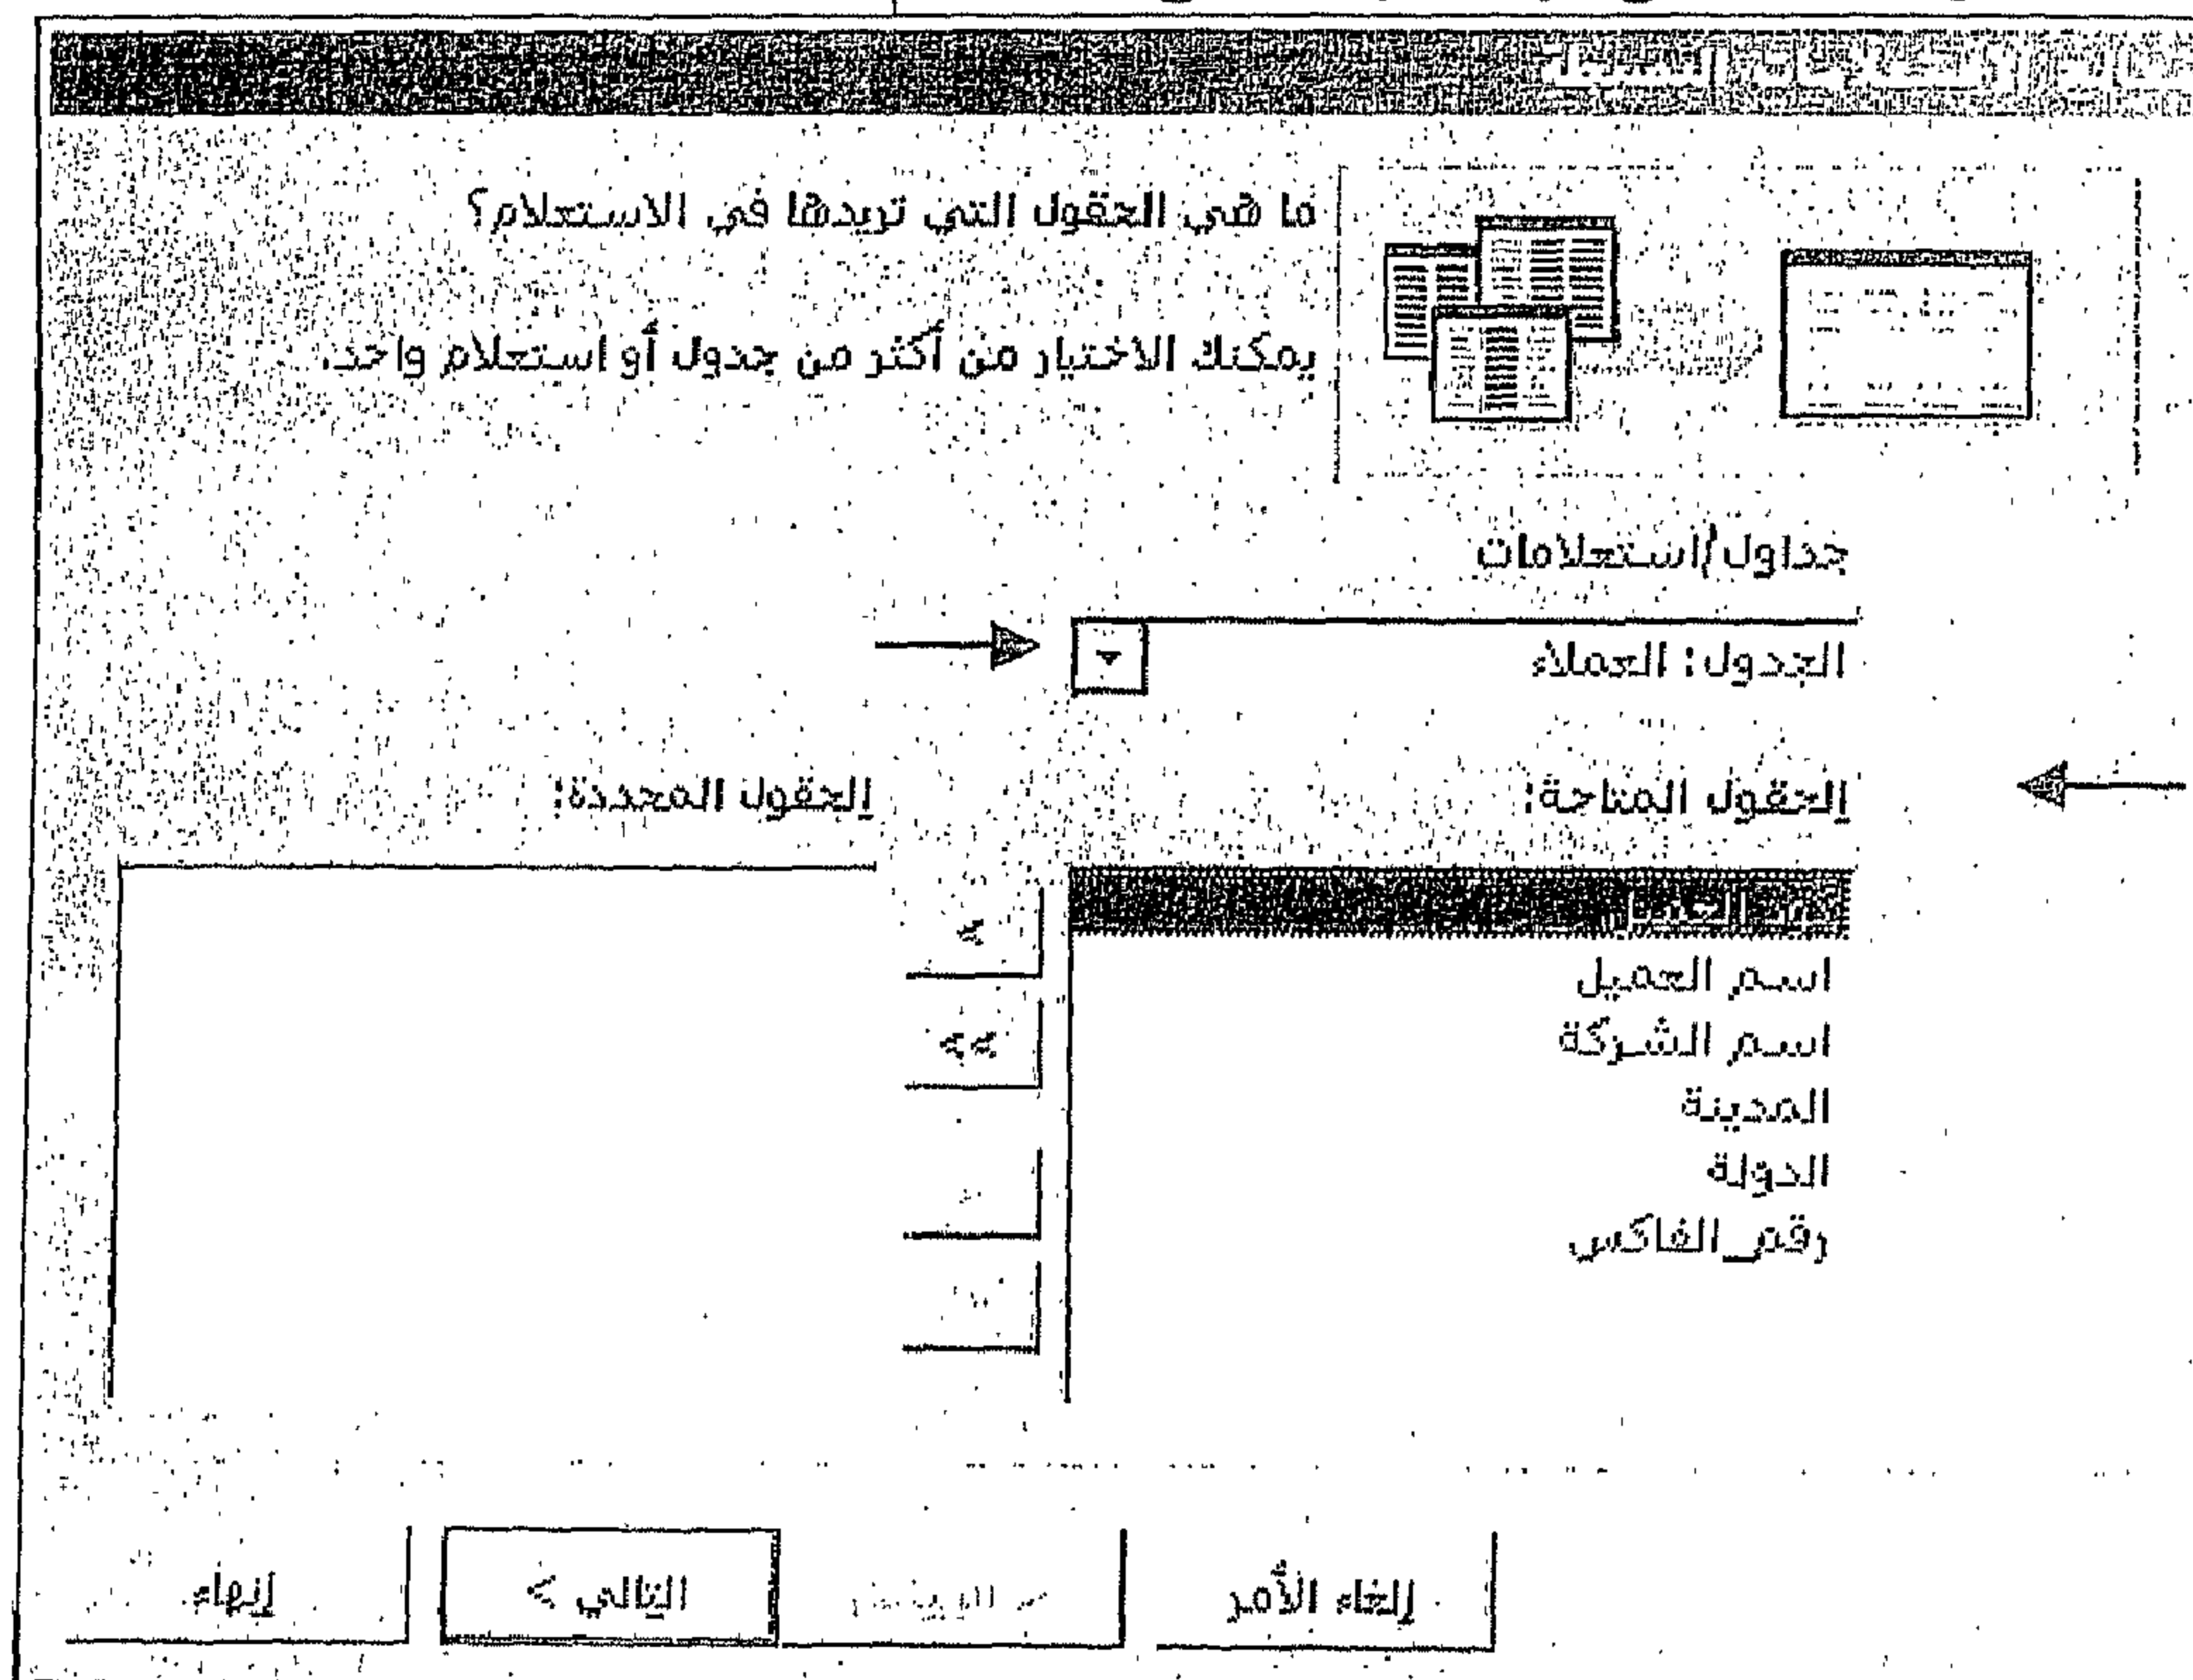 ما هي الحقول التي تريدها في الاستعلام؟
يمكنك الاختيار من أكثر من جدول أو استعلام واحد.
جداول/استعلامات
الجدول: العملاء
الحقول المتاحة:
الحقول المحددة:
اسم العميل
اسم الشركة
المدينة
الدولة
رقم_الفاكس
إلغاء الأمر
التالي >
إنهاء